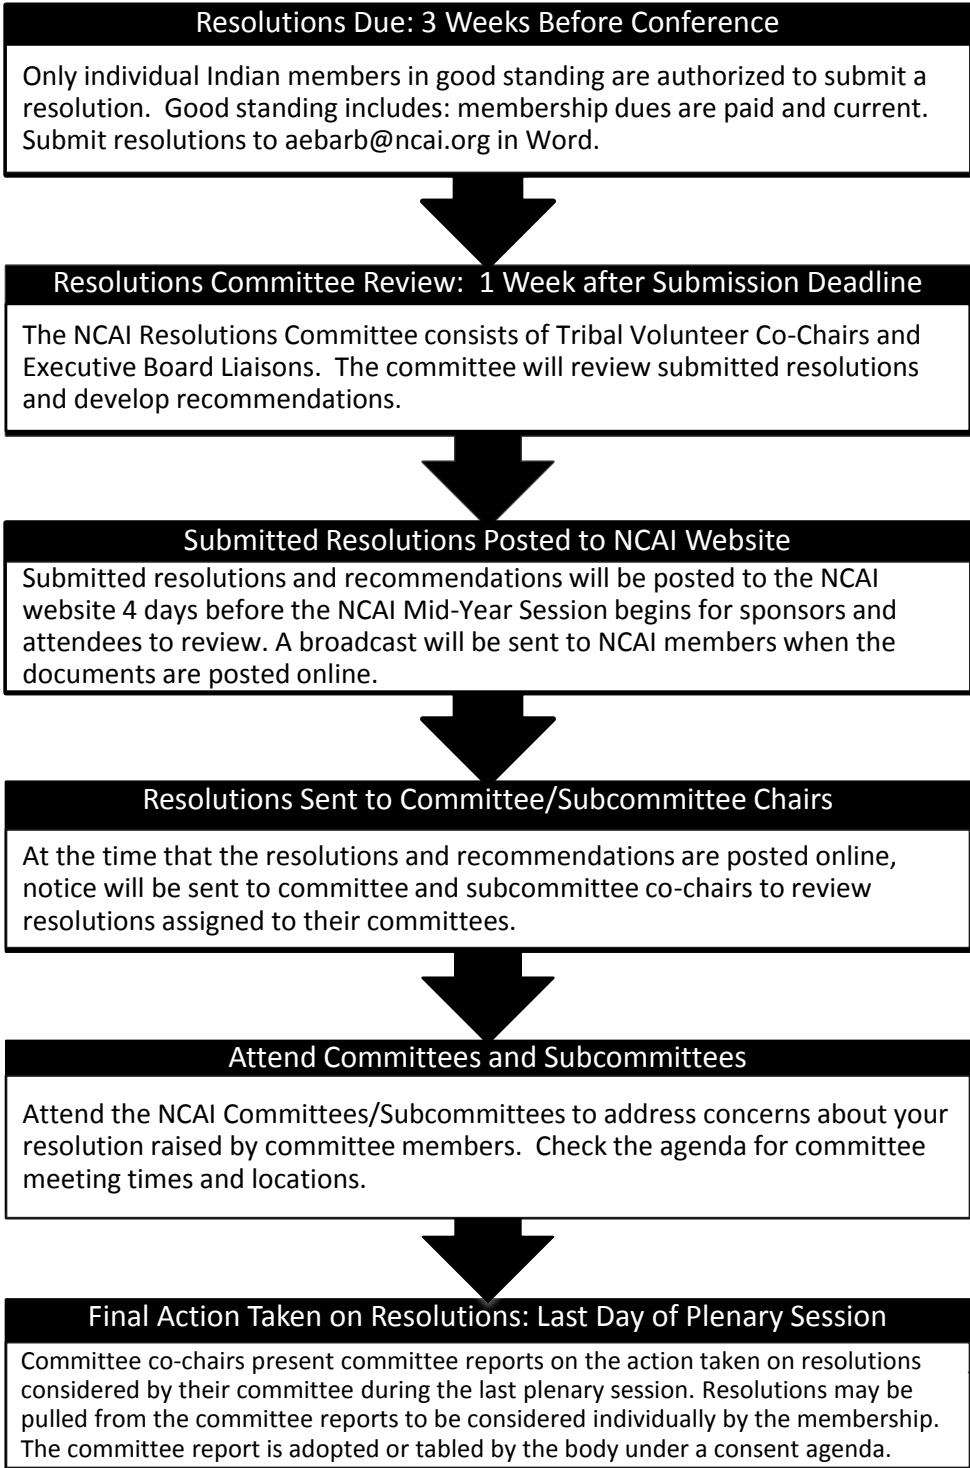 Resolutions Due: 3 Weeks Before Conference
Only individual Indian members in good standing are authorized to submit a
resolution.  Good standing includes: membership dues are paid and current.
Submit resolutions to aebarb@ncai.org in Word.
Resolutions Committee Review:  1 Week after Submission Deadline
The NCAI Resolutions Committee consists of Tribal Volunteer Co-Chairs and
Executive Board Liaisons.  The committee will review submitted resolutions
and develop recommendations.
Submitted Resolutions Posted to NCAI Website
Submitted resolutions and recommendations will be posted to the NCAI
website 4 days before the NCAI Mid-Year Session begins for sponsors and
attendees to review. A broadcast will be sent to NCAI members when the
documents are posted online.
Resolutions Sent to Committee/Subcommittee Chairs
At the time that the resolutions and recommendations are posted online,
notice will be sent to committee and subcommittee co-chairs to review
resolutions assigned to their committees.
Attend Committees and Subcommittees
Attend the NCAI Committees/Subcommittees to address concerns about your
resolution raised by committee members.  Check the agenda for committee
meeting times and locations.
Final Action Taken on Resolutions: Last Day of Plenary Session
Committee co-chairs present committee reports on the action taken on resolutions
considered by their committee during the last plenary session. Resolutions may be
pulled from the committee reports to be considered individually by the membership.
The committee report is adopted or tabled by the body under a consent agenda.